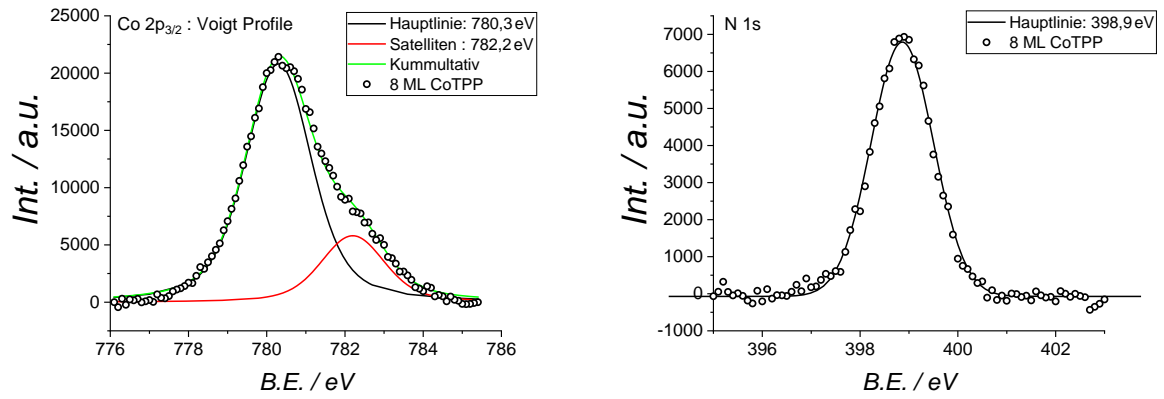 Co 2p3/2 : Voigt Profile
Hauptlinie: 780,3 eV
Satelliten : 782,2 eV
Kummultativ
8 ML CoTPP
Int. / a.u.
25000
20000
15000
10000
5000
0
776
778
780
782
784
786
B.E. / eV
N 1s
Hauptlinie: 398,9 eV
8 ML CoTPP
Int. / a.u.
7000
6000
5000
4000
3000
2000
1000
0
-1000
396
398
400
402
B.E. / eV